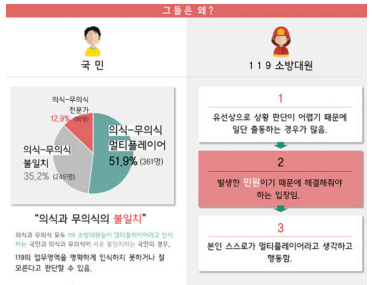 그들은 왜?
국 민
의식-무의식
전문가
12,9%
의식-무의식
멀티플레이어
51,9% (361명)
의식-무의식
불일치
35,2% (245명)
"의식과 무의식의 불일치"
의식과 무의식 모두 119 소방대원들이 멀티플레이어라고 인식
하는 국민과 의식과 무의식이 서로 불일치하는 국민의 경우,
119의 업무영역을 명확하게 인식하지 못하거나 잘
모른다고 판단할 수 있음.
119 소방대원
1
유선상으로 상황 판단이 어렵기 때문에
일단 출동하는 경우가 많음.
2
발생한 민원이기 때문에 해결해줘야
하는 입장임.
3
본인 스스로가 멀티플레이어라고 생각하고
행동함.